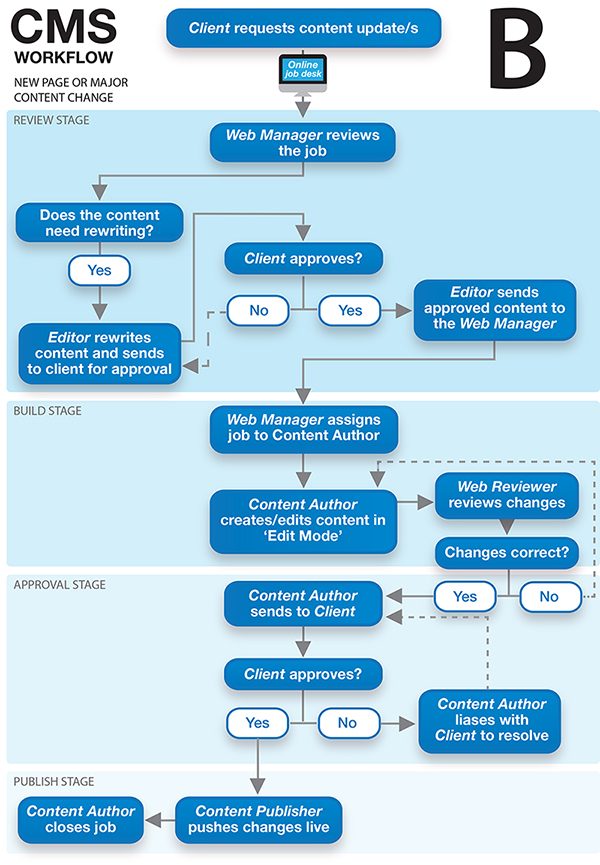 CMS
WORKFLOW
NEW PAGE OR MAJOR
CONTENT CHANGE
B
Client requests content update/s
Online
job desk
REVIEW STAGE
Web Manager reviews
the job
Does the content
need rewriting?
Yes
Editor rewrites
content and sends
to client for approval
Client approves?
No
Yes
Editor sends
approved content to
the Web Manager
BUILD STAGE
Web Manager assigns
job to Content Author
Content Author
creates/edits content in
‘Edit Mode’
Web Reviewer
reviews changes
Changes correct?
Yes
No
APPROVAL STAGE
Content Author
sends to Client
Client approves?
Yes
No
Content Author
liases with
Client to resolve
PUBLISH STAGE
Content Publisher
pushes changes live
Content Author
closes job